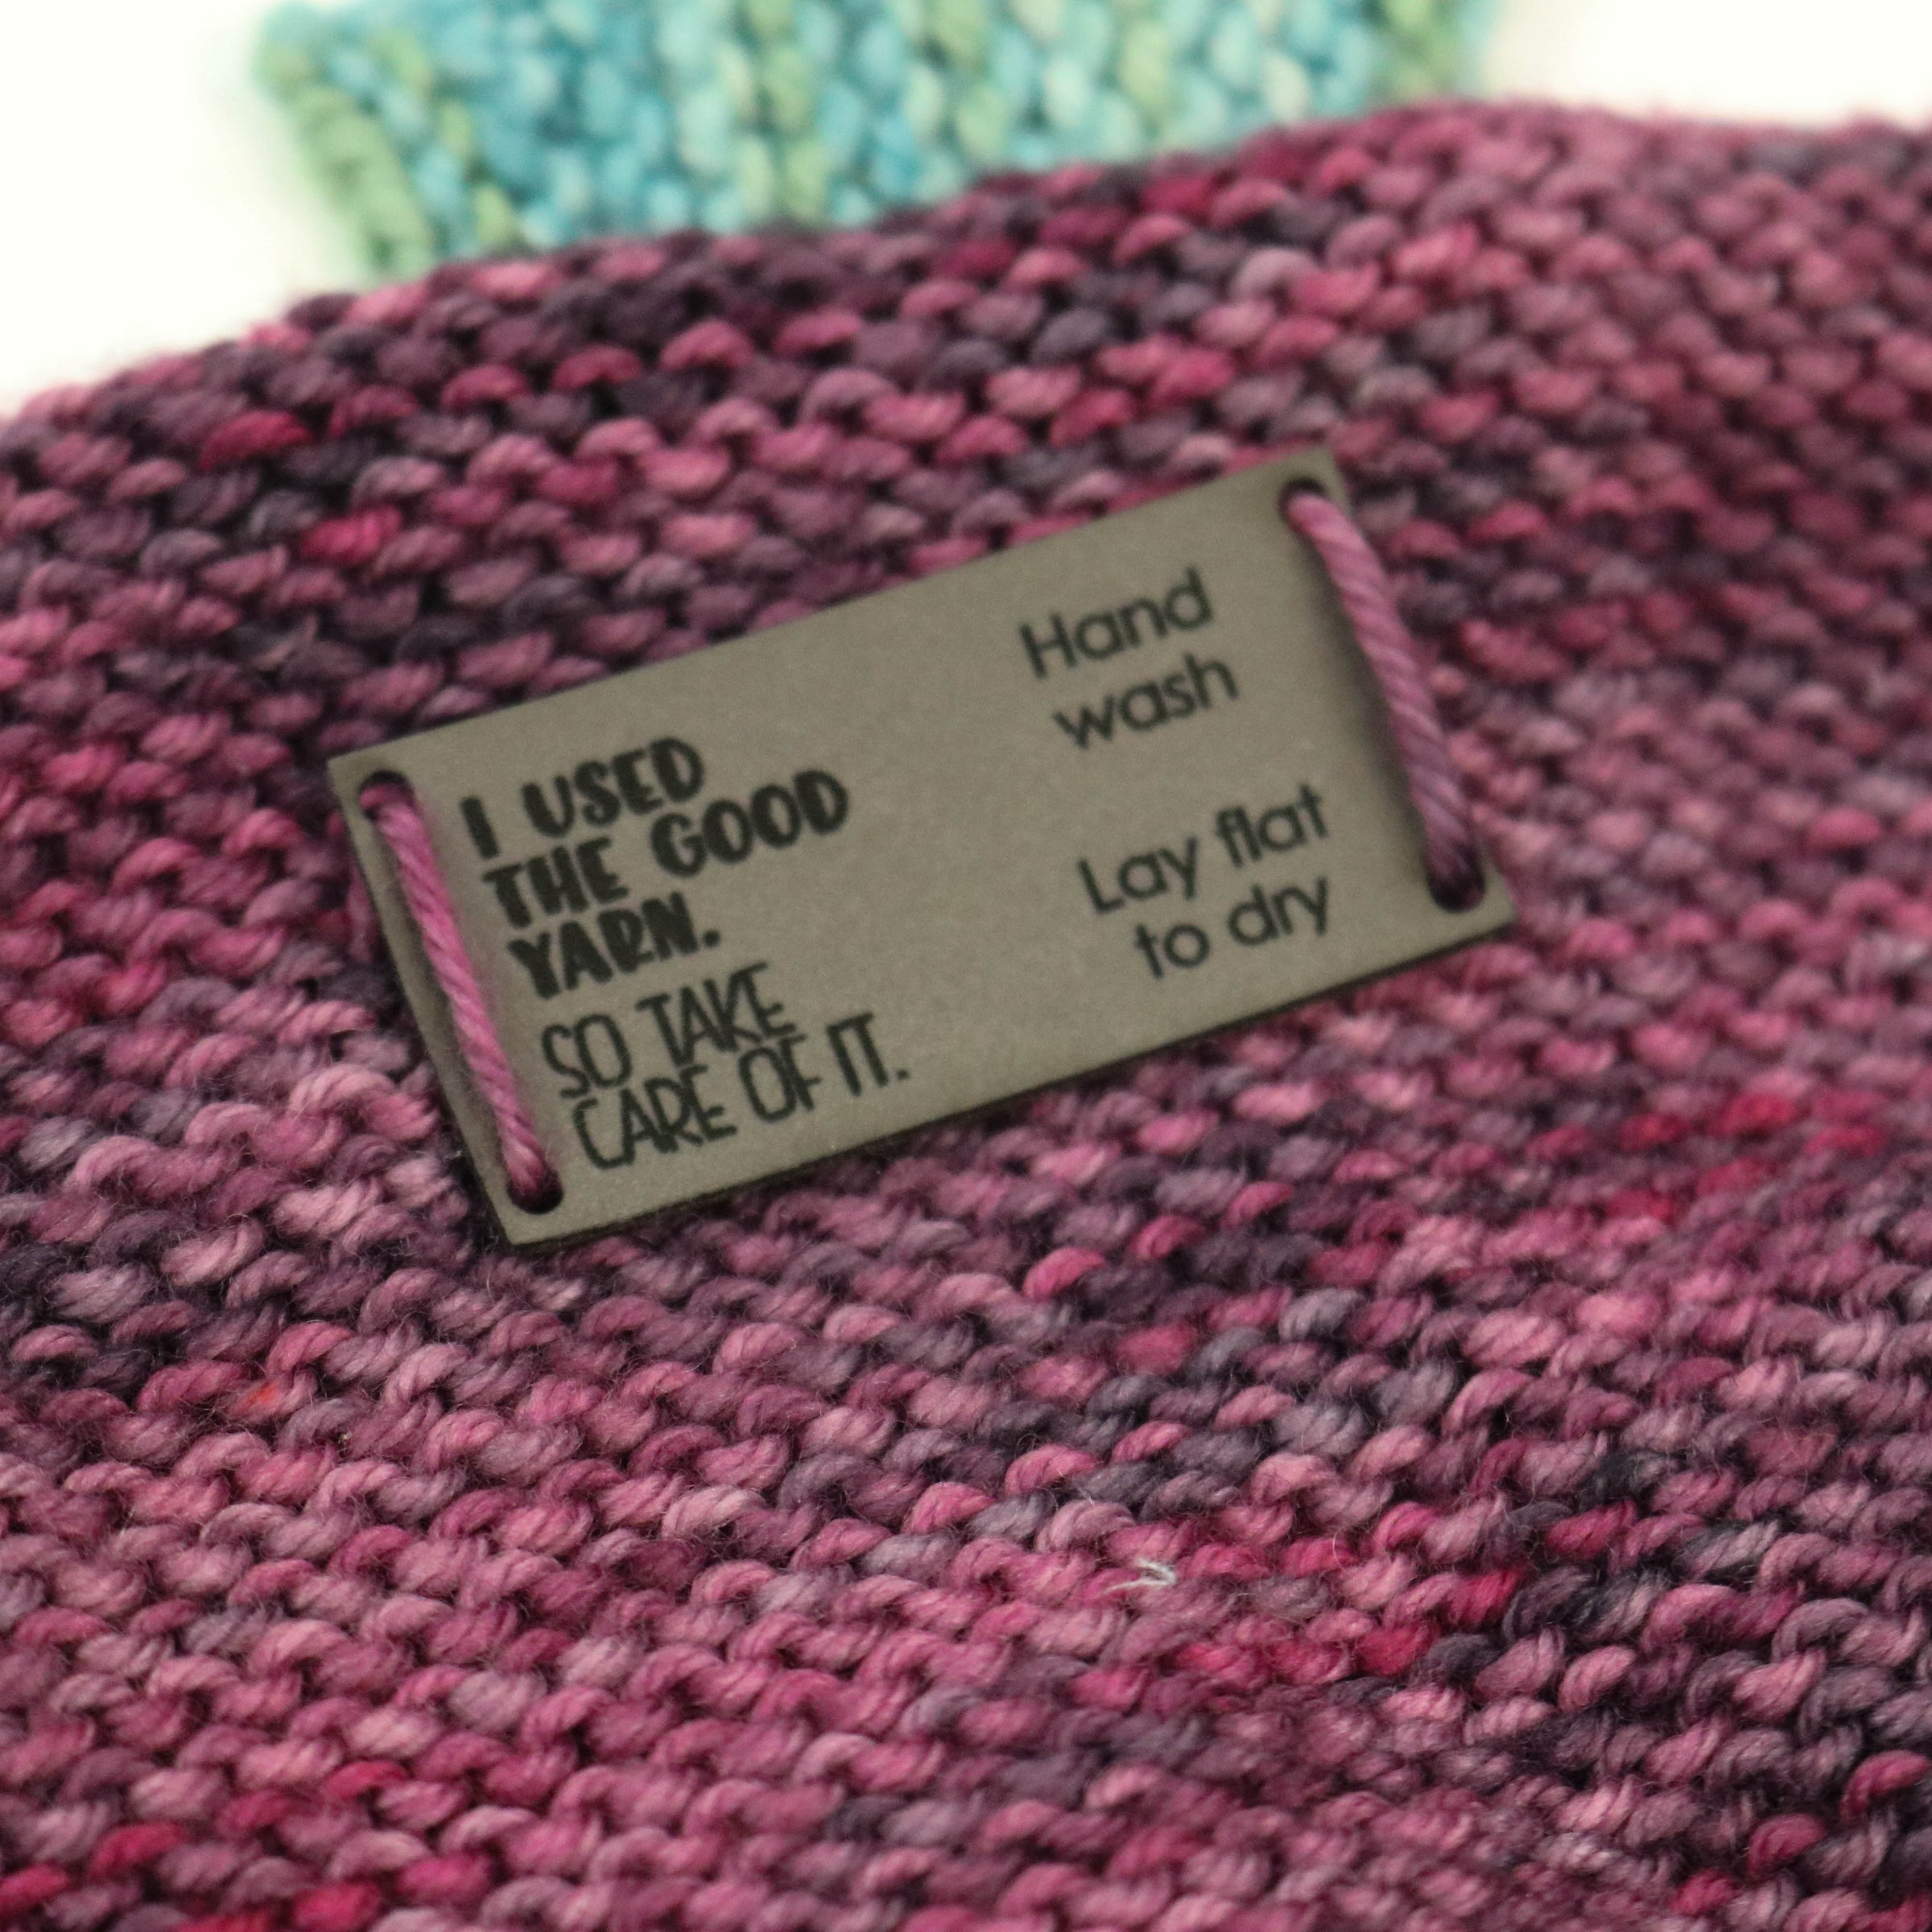 I USED
THE GOOD
YARN.
SO TAKE
CARE OF IT.
Hand
wash
Lay flat
to dry